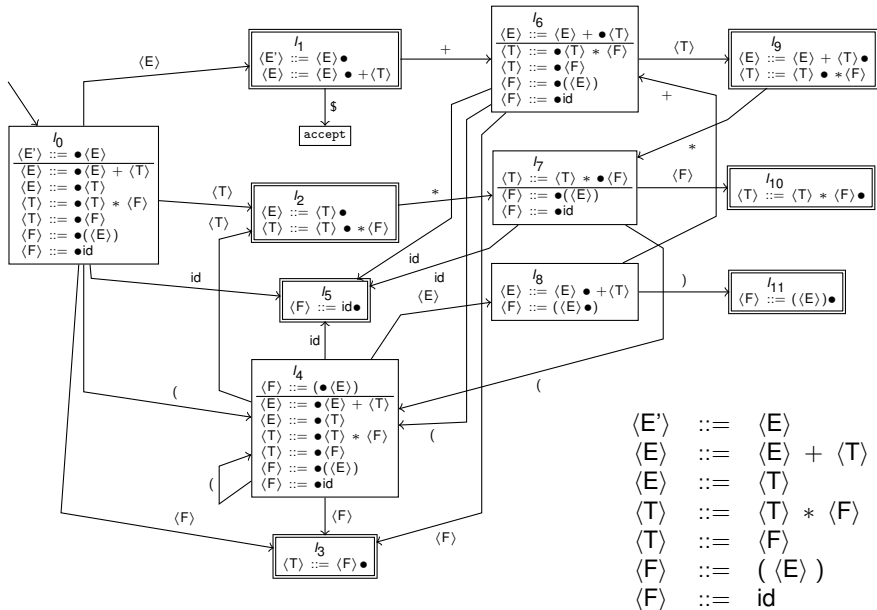 I0
⟨E'⟩ ::= ●⟨E⟩
⟨E⟩ ::= ●⟨E⟩ + ⟨T⟩
⟨E⟩ ::= ●⟨T⟩
⟨T⟩ ::= ●⟨T⟩ * ⟨F⟩
⟨T⟩ ::= ●⟨F⟩
⟨F⟩ ::= ●(⟨E⟩)
⟨F⟩ ::= ●id
⟨E⟩
I1
⟨E'⟩ ::= ⟨E⟩●
⟨E⟩ ::= ⟨E⟩ ● +⟨T⟩
$
accept
+
I6
⟨E⟩ ::= ⟨E⟩ + ●⟨T⟩
⟨T⟩ ::= ●⟨T⟩ * ⟨F⟩
⟨T⟩ ::= ●⟨F⟩
⟨F⟩ ::= ●(⟨E⟩)
⟨F⟩ ::= ●id
⟨T⟩
I9
⟨E⟩ ::= ⟨E⟩ + ⟨T⟩●
⟨T⟩ ::= ⟨T⟩ ● *⟨F⟩
+
*
⟨T⟩
I2
⟨E⟩ ::= ⟨T⟩●
⟨T⟩ ::= ⟨T⟩ ● *⟨F⟩
⟨T⟩
*
I7
⟨T⟩ ::= ⟨T⟩ * ●⟨F⟩
⟨F⟩ ::= ●(⟨E⟩)
⟨F⟩ ::= ●id
⟨F⟩
I10
⟨T⟩ ::= ⟨T⟩ * ⟨F⟩●
id
I5
⟨F⟩ ::= id●
id
id
id
⟨E⟩
I8
⟨E⟩ ::= ⟨E⟩ ● +⟨T⟩
⟨F⟩ ::= (⟨E⟩●)
)
I11
⟨F⟩ ::= (⟨E⟩)●
I4
⟨F⟩ ::= (●⟨E⟩)
⟨E⟩ ::= ●⟨E⟩ + ⟨T⟩
⟨E⟩ ::= ●⟨T⟩
⟨T⟩ ::= ●⟨T⟩ * ⟨F⟩
⟨T⟩ ::= ●⟨F⟩
⟨F⟩ ::= ●(⟨E⟩)
⟨F⟩ ::= ●id
(
(
(
(
⟨F⟩
⟨F⟩
⟨F⟩
I3
⟨T⟩ ::= ⟨F⟩●
⟨E'⟩ ::= ⟨E⟩
⟨E⟩ ::= ⟨E⟩ + ⟨T⟩
⟨E⟩ ::= ⟨T⟩
⟨T⟩ ::= ⟨T⟩ * ⟨F⟩
⟨T⟩ ::= ⟨F⟩
⟨F⟩ ::= ( ⟨E⟩ )
⟨F⟩ ::= id